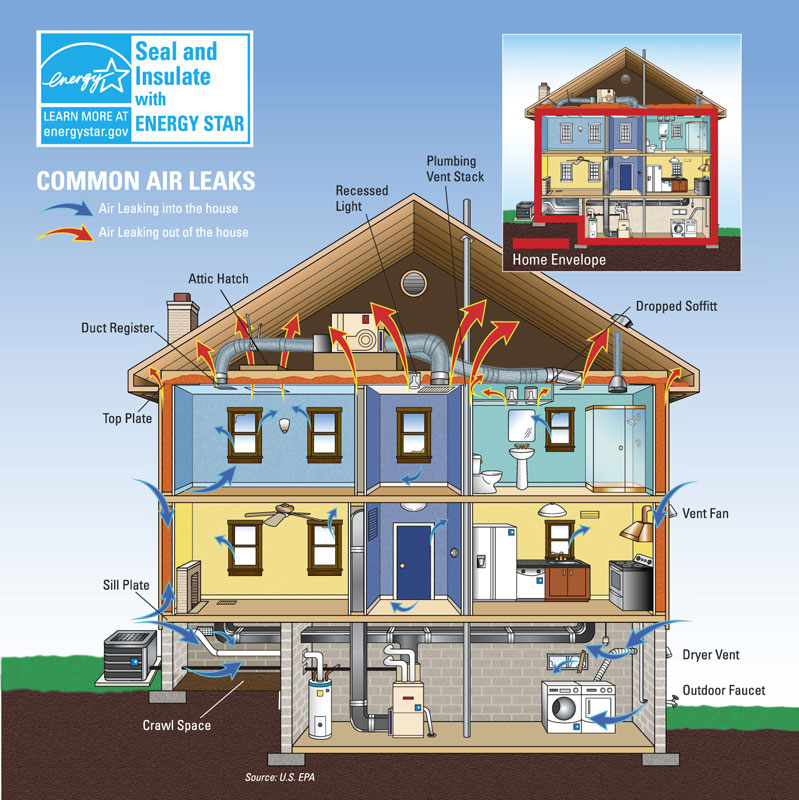 Seal and
Insulate
with
ENERGY STAR
energy
LEARN MORE AT
energystar.gov
COMMON AIR LEAKS
Air Leaking into the house
Air Leaking out of the house
Home Envelope
Plumbing
Vent Stack
Recessed
Light
Attic Hatch
Duct Register
Dropped Soffitt
Top Plate
Vent Fan
Sill Plate
Dryer Vent
Outdoor Faucet
Crawl Space
Source: U.S. EPA